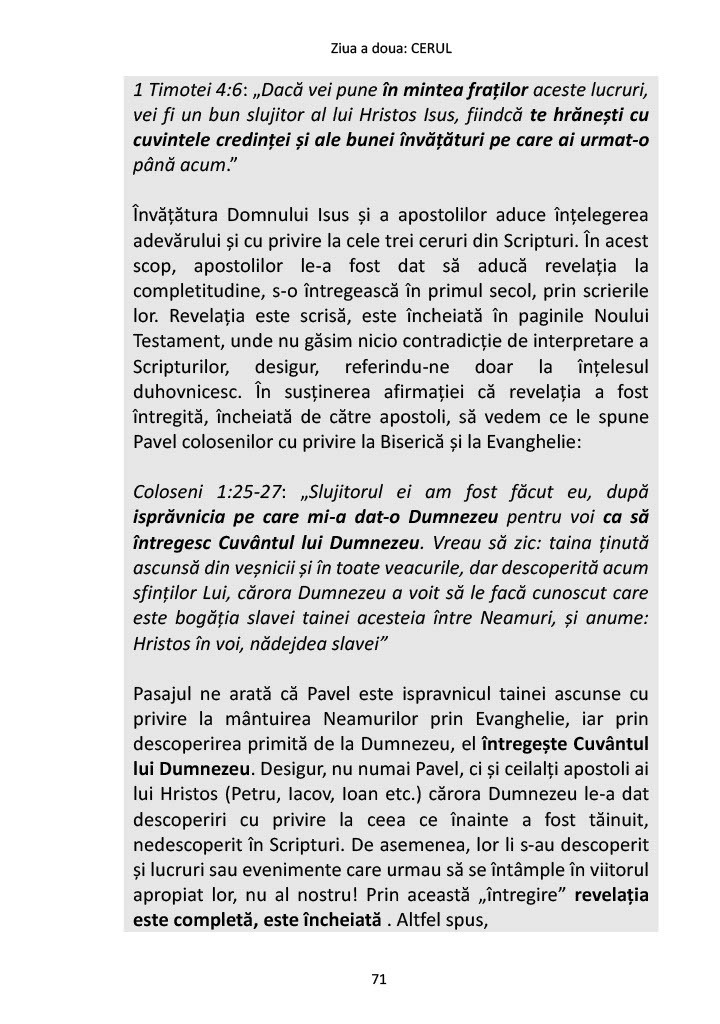 Ziua a doua: CERUL
1 Timotei 4:6: „Dacă vei pune în mintea fraților aceste lucruri,
vei fi un bun slujitor al lui Hristos Isus, fiindcă te hrănești cu
cuvintele credinței și ale bunei învățături pe care ai urmat-o
până acum.”
Învățătura Domnului Isus și a apostolilor aduce înțelegerea
adevărului și cu privire la cele trei ceruri din Scripturi. În acest
scop, apostolilor le-a fost dat să aducă revelația la
completitudine, s-o întregească în primul secol, prin scrierile
lor. Revelația este scrisă, este încheiată în paginile Noului
Testament, unde nu găsim nicio contradicție de interpretare a
Scripturilor, desigur, referindu-ne doar la înțelesul
duhovnicesc. În susținerea afirmației că revelația a fost
întregită, încheiată de către apostoli, să vedem ce le spune
Pavel colosenilor cu privire la Biserică și la Evanghelie:
Coloseni 1:25-27: „Slujitorul ei am fost făcut eu, după
isprăvnicia pe care mi-a dat-o Dumnezeu pentru voi ca să
întregesc Cuvântul lui Dumnezeu. Vreau să zic: taina ținută
ascunsă din veșnicii și în toate veacurile, dar descoperită acum
sfinților Lui, cărora Dumnezeu a voit să le facă cunoscut care
este bogăția slavei tainei acesteia între Neamuri, și anume:
Hristos în voi, nădejdea slavei”
Pasajul ne arată că Pavel este ispravnicul tainei ascunse cu
privire la mântuirea Neamurilor prin Evanghelie, iar prin
descoperirea primită de la Dumnezeu, el întregește Cuvântul
lui Dumnezeu. Desigur, nu numai Pavel, ci și ceilalți apostoli ai
lui Hristos (Petru, Iacov, Ioan etc.) cărora Dumnezeu le-a dat
descoperiri cu privire la ceea ce înainte a fost tăinuit,
nedescoperit în Scripturi. De asemenea, lor li s-au descoperit
și lucruri sau evenimente care urmau să se întâmple în viitorul
apropiat lor, nu al nostru! Prin această „întregire” revelația
este completă, este încheiată . Altfel spus,
71